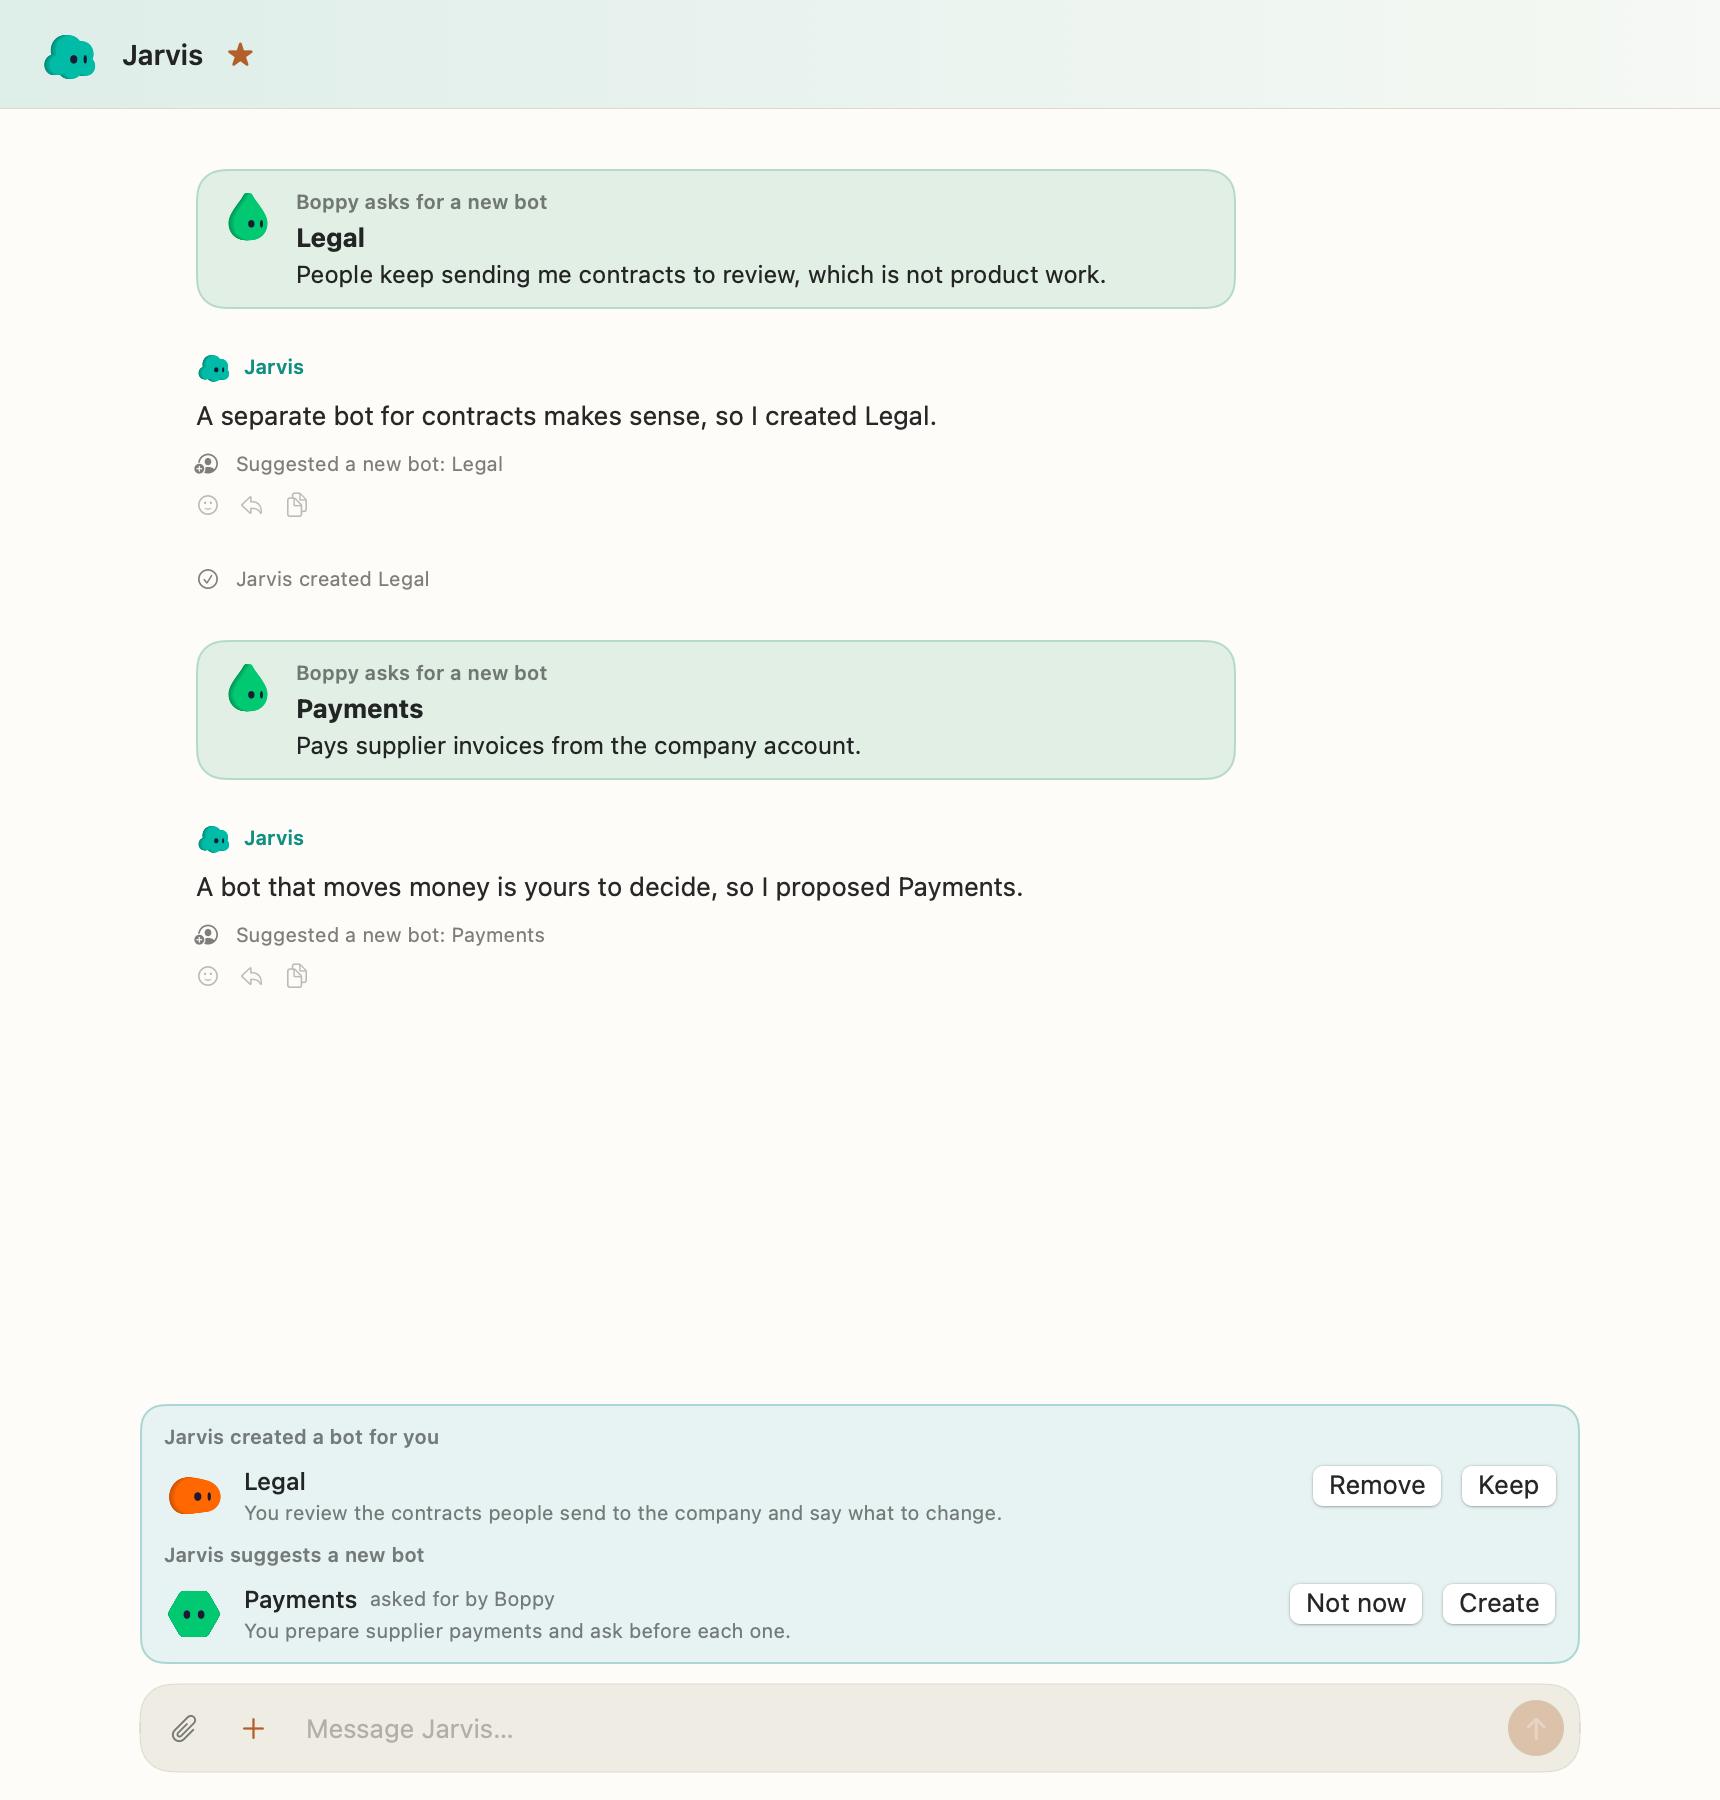 Jarvis
Boppy asks for a new bot
Legal
People keep sending me contracts to review, which is not product work.
Jarvis
A separate bot for contracts makes sense, so I created Legal.
Suggested a new bot: Legal
Jarvis created Legal
Boppy asks for a new bot
Payments
Pays supplier invoices from the company account.
Jarvis
A bot that moves money is yours to decide, so I proposed Payments.
Suggested a new bot: Payments
Jarvis created a bot for you
Legal
You review the contracts people send to the company and say what to change.
Remove
Keep
Jarvis suggests a new bot
Payments asked for by Boppy
You prepare supplier payments and ask before each one.
Not now
Create
Message Jarvis...